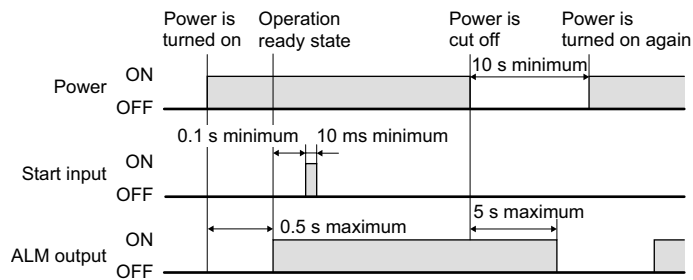 Power is
turned on
Operation
ready state
Power is
cut off
Power is
turned on again
10 s minimum
Power
ON
OFF
0.1 s minimum
10 ms minimum
Start input
ON
OFF
0.5 s maximum
5 s maximum
ALM output
ON
OFF